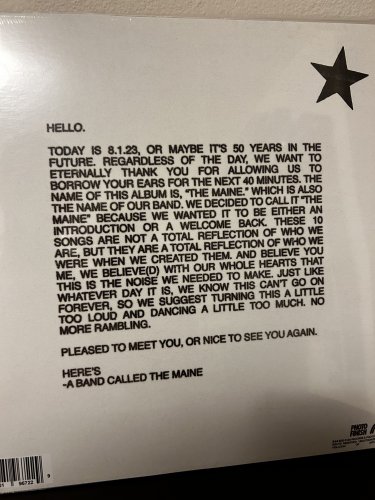 HELLO.
TODAY IS 8.1.23, OR MAYBE IT'S 50 YEARS IN THE
FUTURE. REGARDLESS OF THE DAY, WE WANT TO
ETERNALLY THANK YOU FOR ALLOWING US TO
BORROW YOUR EARS FOR THE NEXT 40 MINUTES. THE
NAME OF THIS ALBUM IS, "THE MAINE." WHICH IS ALSO
THE NAME OF OUR BAND. WE DECIDED TO CALL IT "THE
MAINE" BECAUSE WE WANTED IT TO BE EITHER AN
INTRODUCTION OR A WELCOME BACK. THESE 10
SONGS ARE NOT A TOTAL REFLECTION OF WHO WE
ARE, BUT THEY ARE A TOTAL REFLECTION OF WHO WE
WERE WHEN WE CREATED THEM. AND BELIEVE YOU
ME, WE BELIEVE(D) WITH OUR WHOLE HEARTS THAT
THIS IS THE NOISE WE NEEDED TO MAKE. JUST LIKE
WHATEVER DAY IT IS, WE KNOW THIS CAN'T GO ON
FOREVER, SO WE SUGGEST TURNING THIS A LITTLE
TOO LOUD AND DANCING A LITTLE TOO MUCH. NO
MORE RAMBLING.
PLEASED TO MEET YOU, OR NICE TO SEE YOU AGAIN.
HERE'S
-A BAND CALLED THE MAINE
PHOTO
FINISH
96722
9